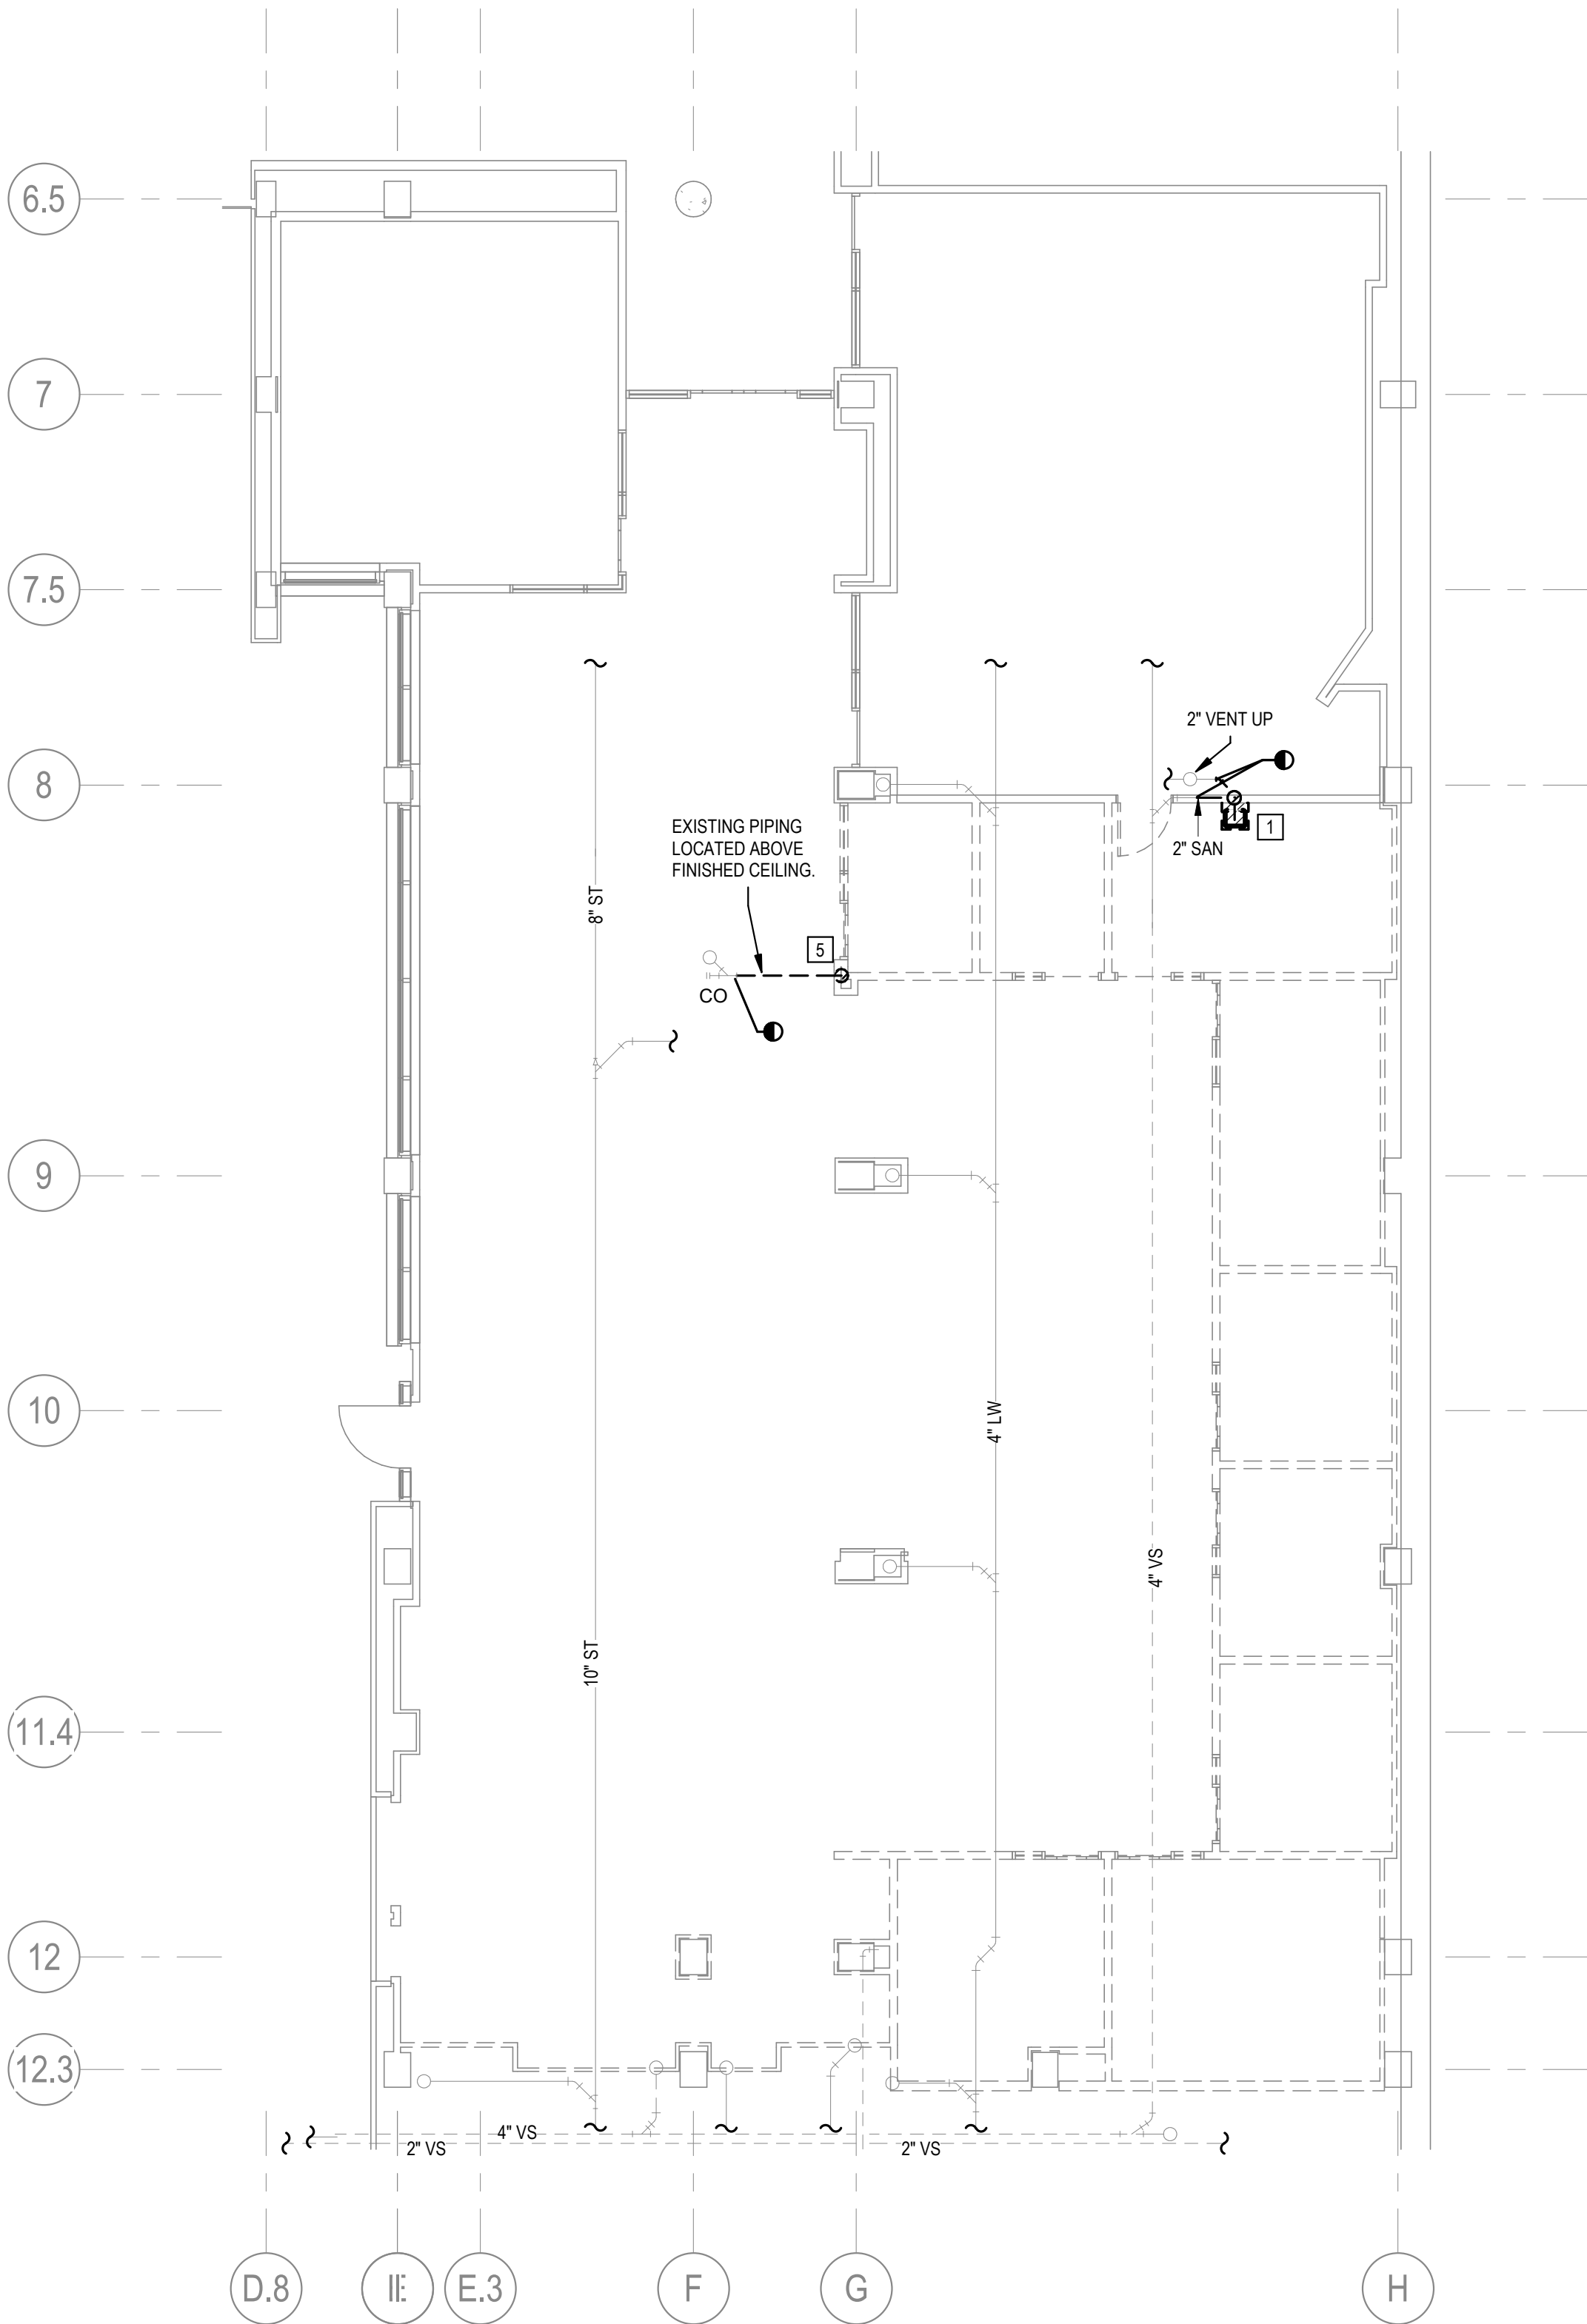 6.5
7
7.5
2" VENT UP
8
EXISTING PIPING
LOCATED ABOVE
FINISHED CEILING.
1
2" SAN
8" ST
5
CO
9
10
4" LW
4" VS
10" ST
11.4
12
12.3
4" VS
2" VS
2" VS
D.8
E.3
F
G
H